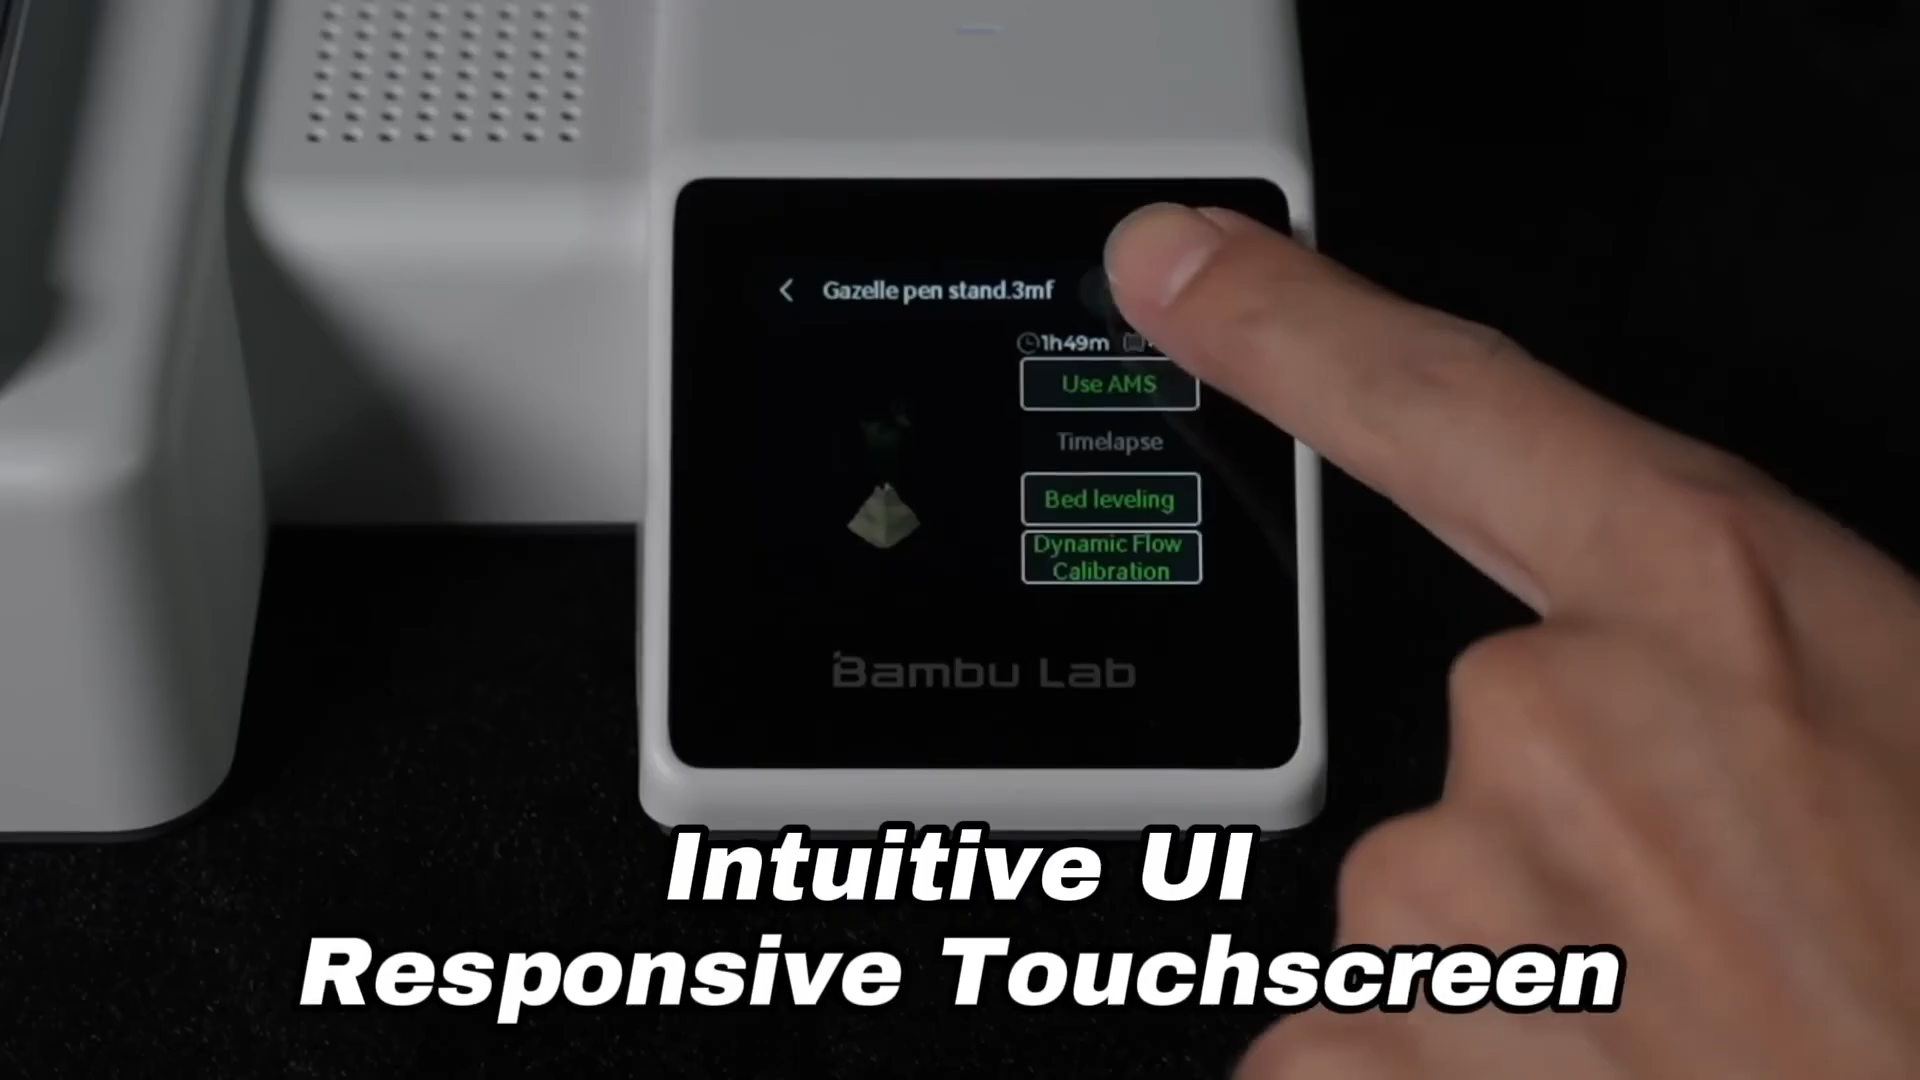 Gazelle pen stand.3mf
1h49m
Use AMS
Timelapse
Bed leveling
Dynamic Flow
Calibration
Bambu Lab
Intuitive UI
Responsive Touchscreen